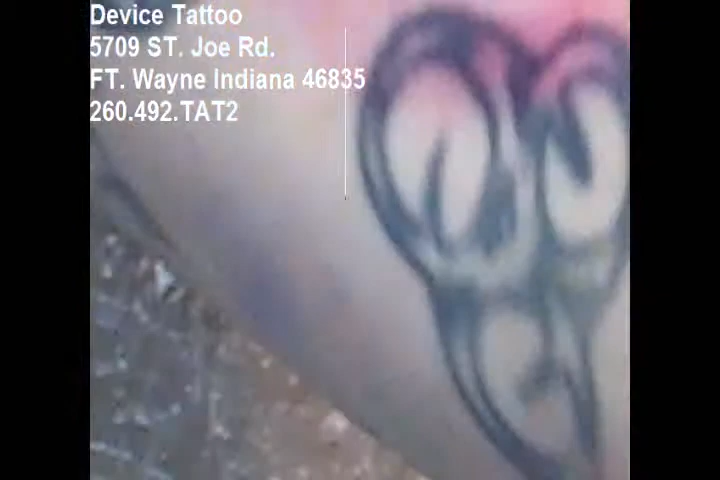 Device Tattoo
5709 ST. Joe Rd.
FT. Wayne Indiana 46835
260.492.TAT2